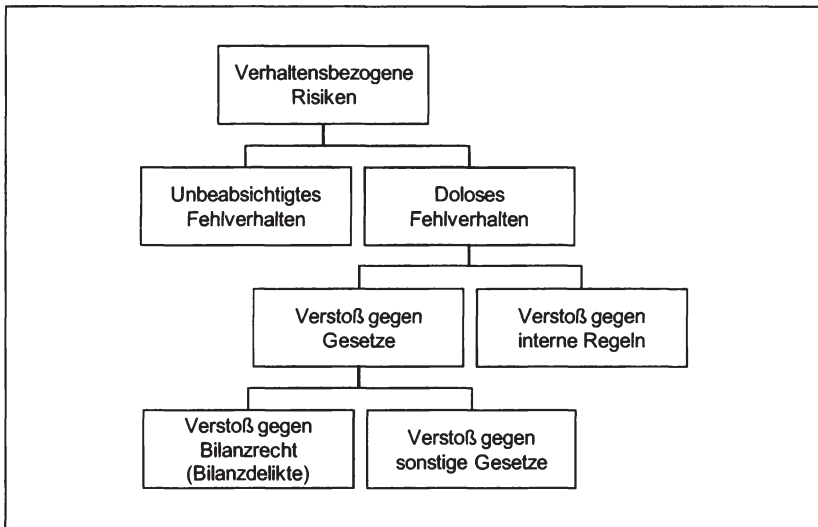 Verhaltensbezogene
Risiken
Unbeabsichtigtes
Fehlverhalten
Doloses
Fehlverhalten
Verstoß gegen
Gesetze
Verstoß gegen
interne Regeln
Verstoß gegen
Bilanzrecht
(Bilanzdelikte)
Verstoß gegen
sonstige Gesetze